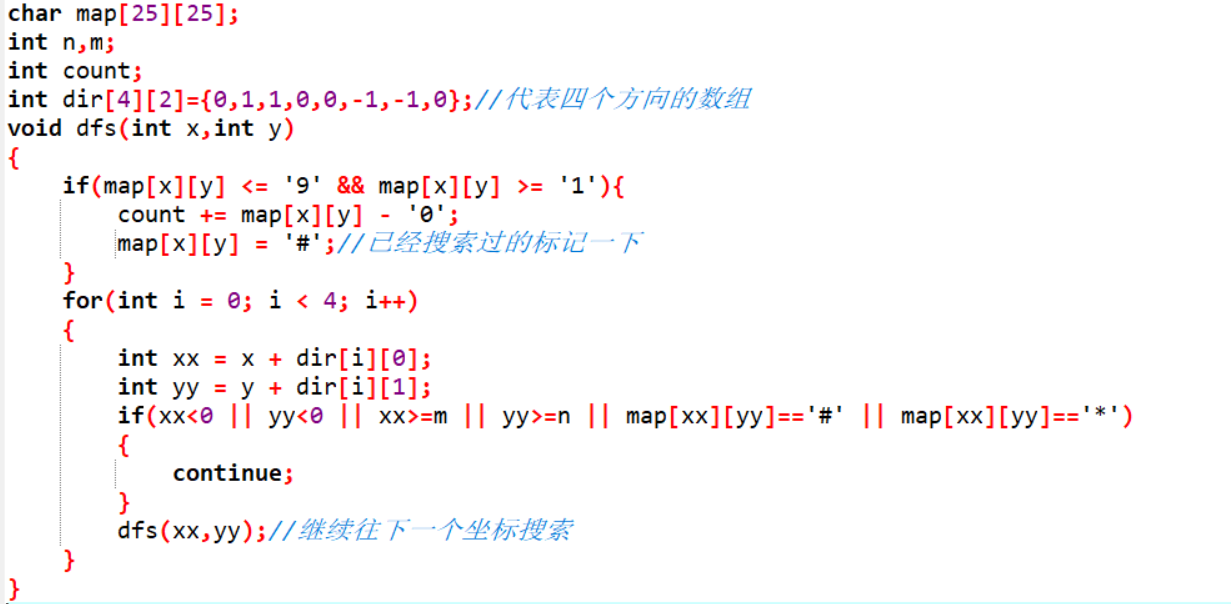 char map[25][25];
int n,m;
int count;
int dir[4][2]={0,1,1,0,0,-1,-1,0};//代表四个方向的数组
void dfs(int x,int y)
{
    if(map[x][y] <= '9' && map[x][y] >= '1'){
        count += map[x][y] - '0';
        map[x][y] = '#';//已经搜索过的标记一下
    }
    for(int i = 0; i < 4; i++)
    {
        int xx = x + dir[i][0];
        int yy = y + dir[i][1];
        if(xx<0 || yy<0 || xx>=m || yy>=n || map[xx][yy]=='#' || map[xx][yy]=='*')
        {
            continue;
        }
        dfs(xx,yy);//继续往下一个坐标搜索
    }
}